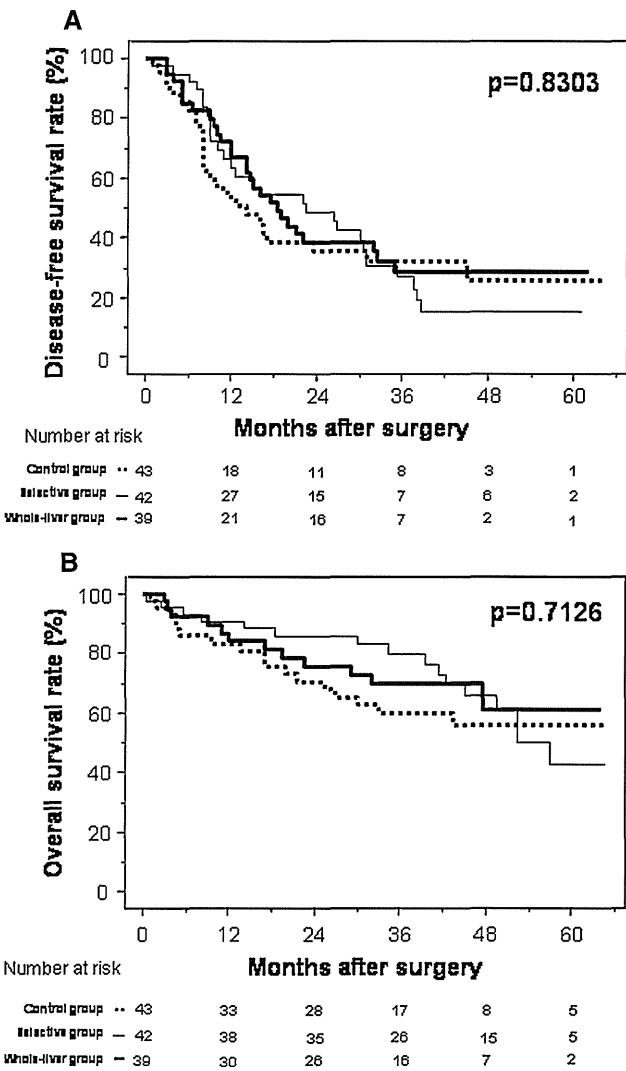 A
Disease-free survival rate [%]
100
80
60
40
20
0
p=0.8303
0 12 24 36 48 60
Months after surgery
Number at risk
Control group 43 18 11 8 3 1
Selective group 42 27 15 7 6 2
Whole-liver group 39 21 16 7 2 1
B
Overall survival rate [%]
100
80
60
40
20
0
p=0.7126
0 12 24 36 48 60
Months after surgery
Number at risk
Control group 43 33 28 17 8 5
Selective group 42 38 35 26 15 5
Whole-liver group 39 30 26 16 7 2